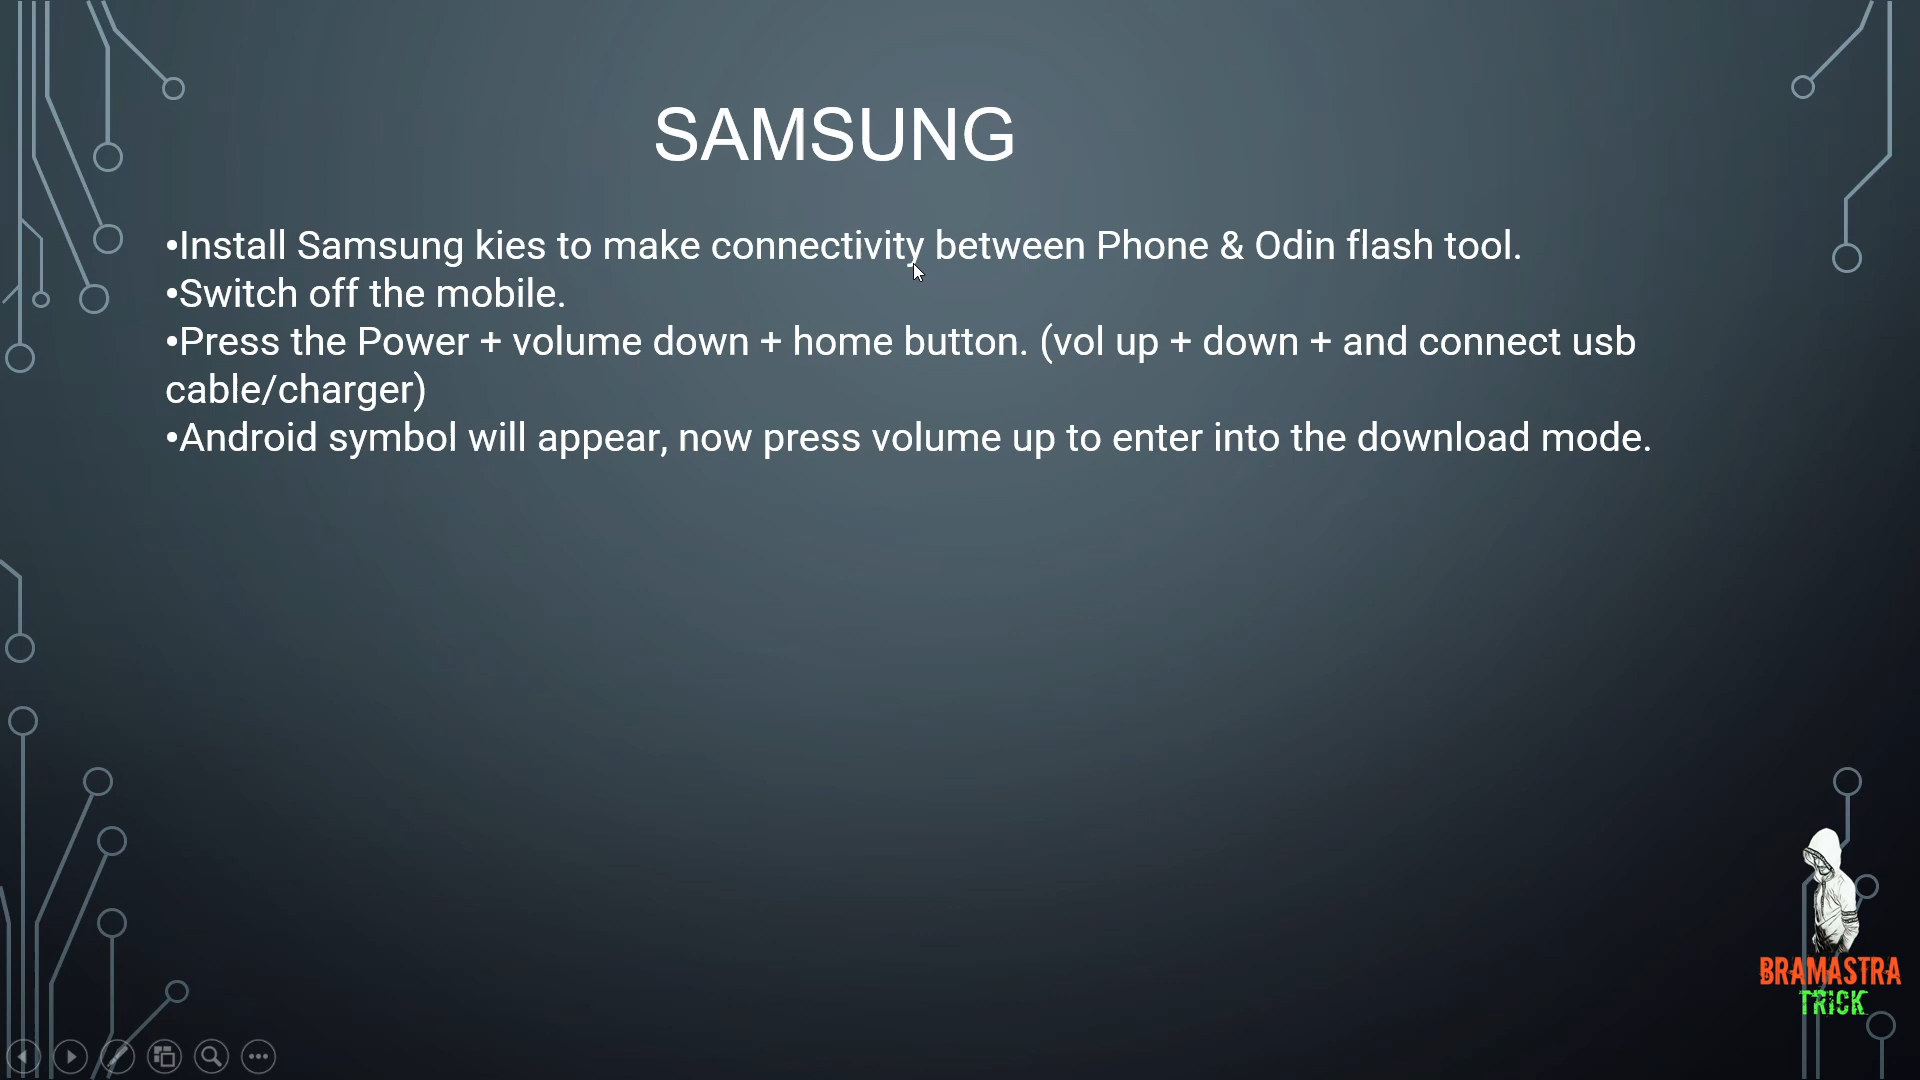 SAMSUNG
•Install Samsung kies to make connectivity between Phone & Odin flash tool.
•Switch off the mobile.
•Press the Power + volume down + home button. (vol up + down + and connect usb
cable/charger)
•Android symbol will appear, now press volume up to enter into the download mode.
BRAMASTRA
TRICK